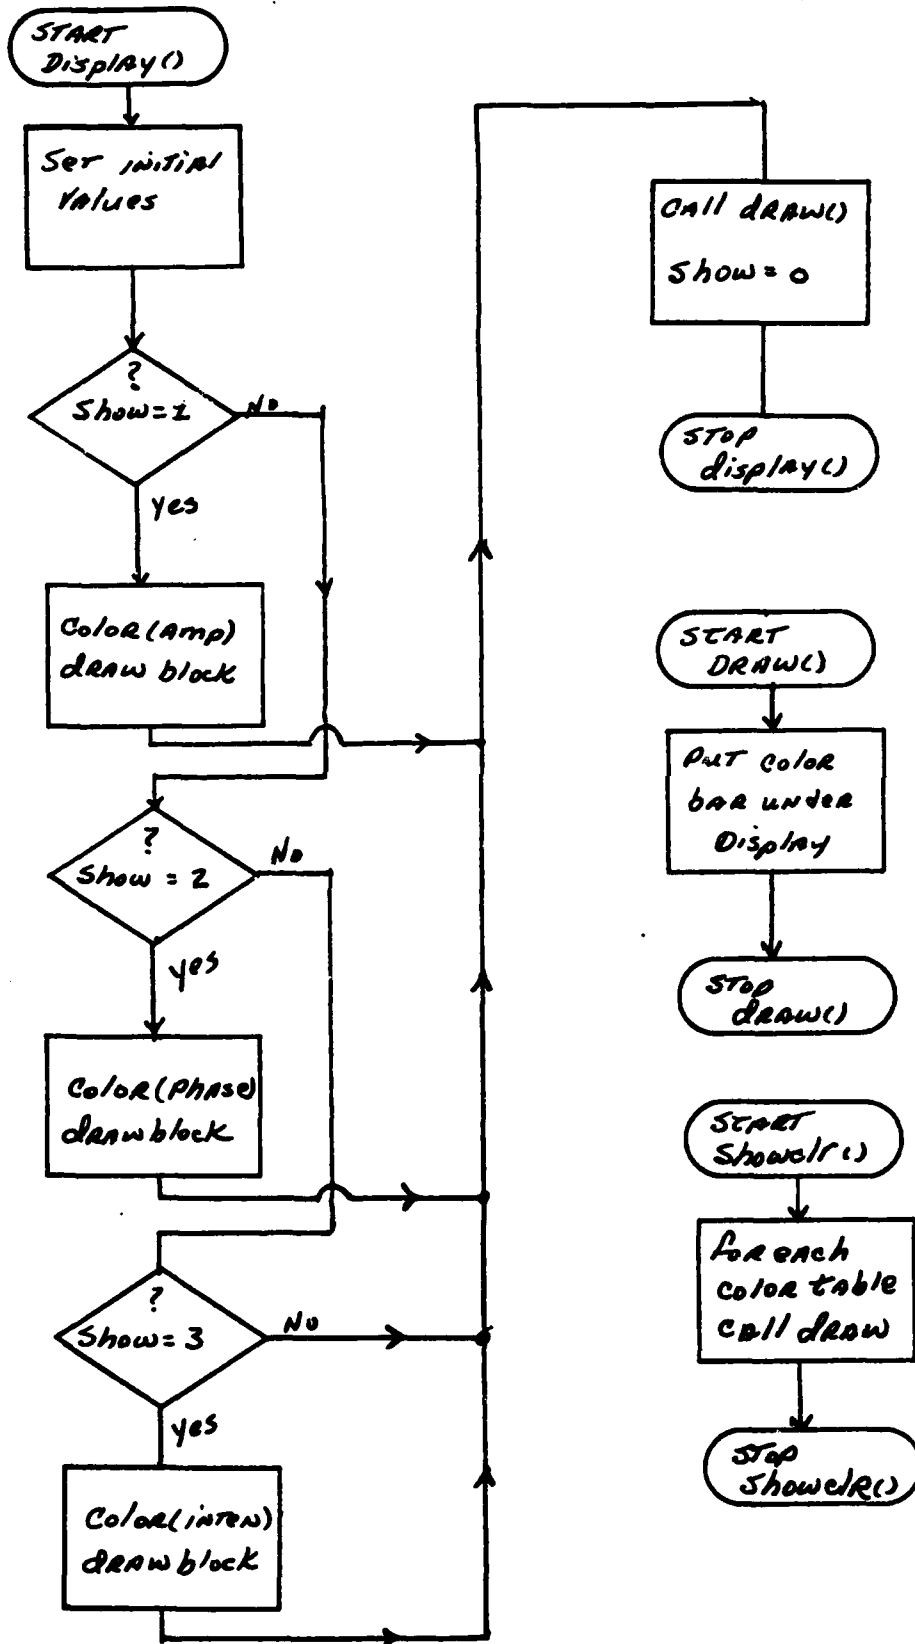 START
Display()
Set initial
values
?
Show=1
No
yes
Color(Amp)
draw block
?
Show = 2
No
yes
Color(Phase)
draw block
?
Show=3
No
yes
Color(inten)
draw block
Call draw()
Show = 0
STOP
display()
START
DRAW()
Put color
bar under
Display
STOP
draw()
START
Showclr()
for each
color table
call draw
STOP
Showclr()